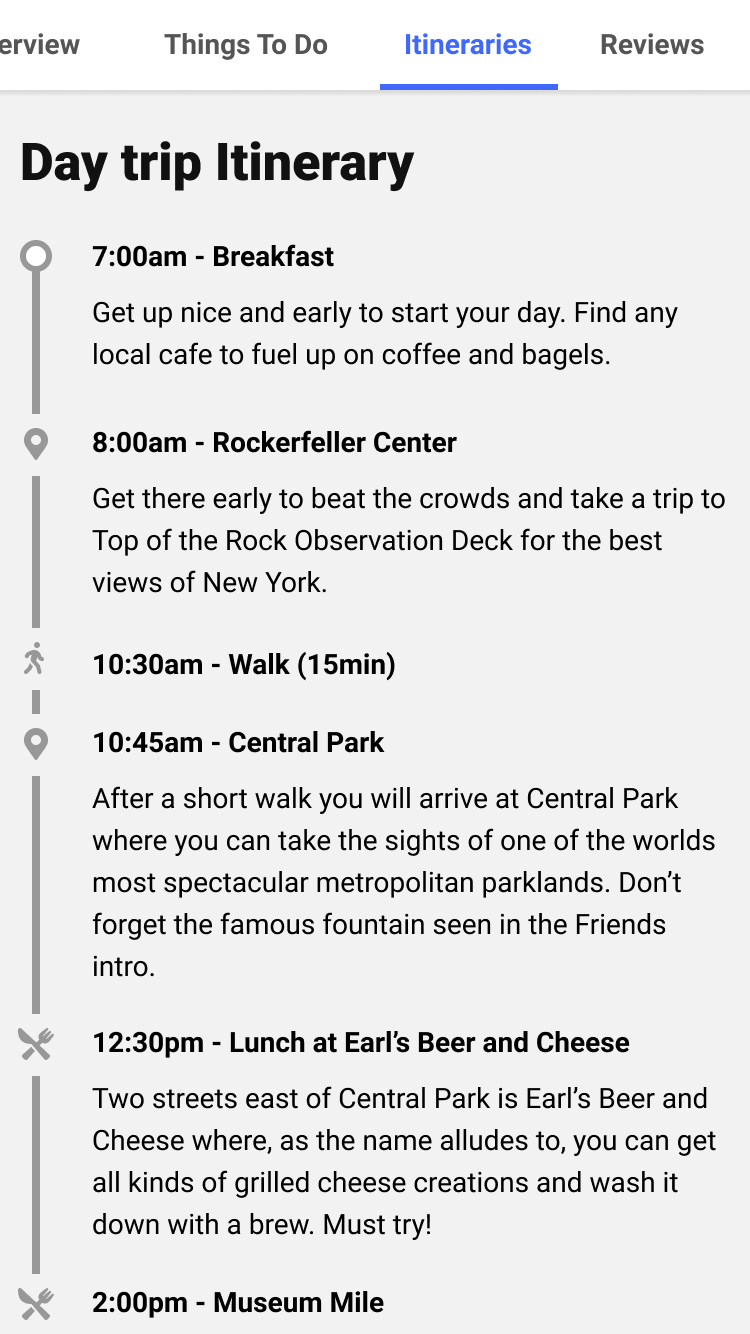 erview Things To Do Itineraries Reviews
Day trip Itinerary
7:00am - Breakfast
Get up nice and early to start your day. Find any
local cafe to fuel up on coffee and bagels.
8:00am - Rockerfeller Center
Get there early to beat the crowds and take a trip to
Top of the Rock Observation Deck for the best
views of New York.
10:30am - Walk (15min)
10:45am - Central Park
After a short walk you will arrive at Central Park
where you can take the sights of one of the worlds
most spectacular metropolitan parklands. Don’t
forget the famous fountain seen in the Friends
intro.
12:30pm - Lunch at Earl’s Beer and Cheese
Two streets east of Central Park is Earl’s Beer and
Cheese where, as the name alludes to, you can get
all kinds of grilled cheese creations and wash it
down with a brew. Must try!
2:00pm - Museum Mile